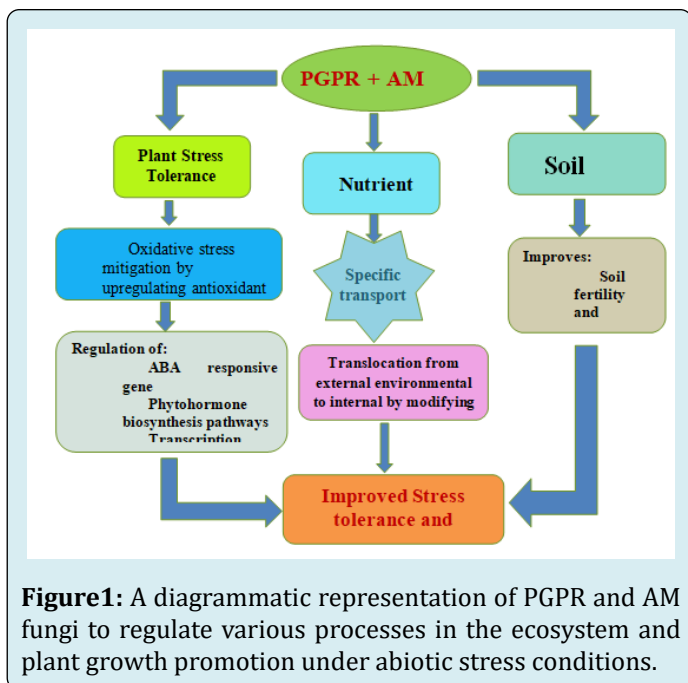 PGPR + AM
Plant Stress
Tolerance
Nutrient
Soil
Oxidative stress
mitigation by
upregulating antioxidant
Specific
transport
Improves:
Soil
fertility
and
Regulation of:
ABA responsive
gene
Phytohormone
biosynthesis pathways
Transcription
Translocation from
external environmental
to internal by modifying
Improved Stress
tolerance and
Figure1: A diagrammatic representation of PGPR and AM
fungi to regulate various processes in the ecosystem and
plant growth promotion under abiotic stress conditions.